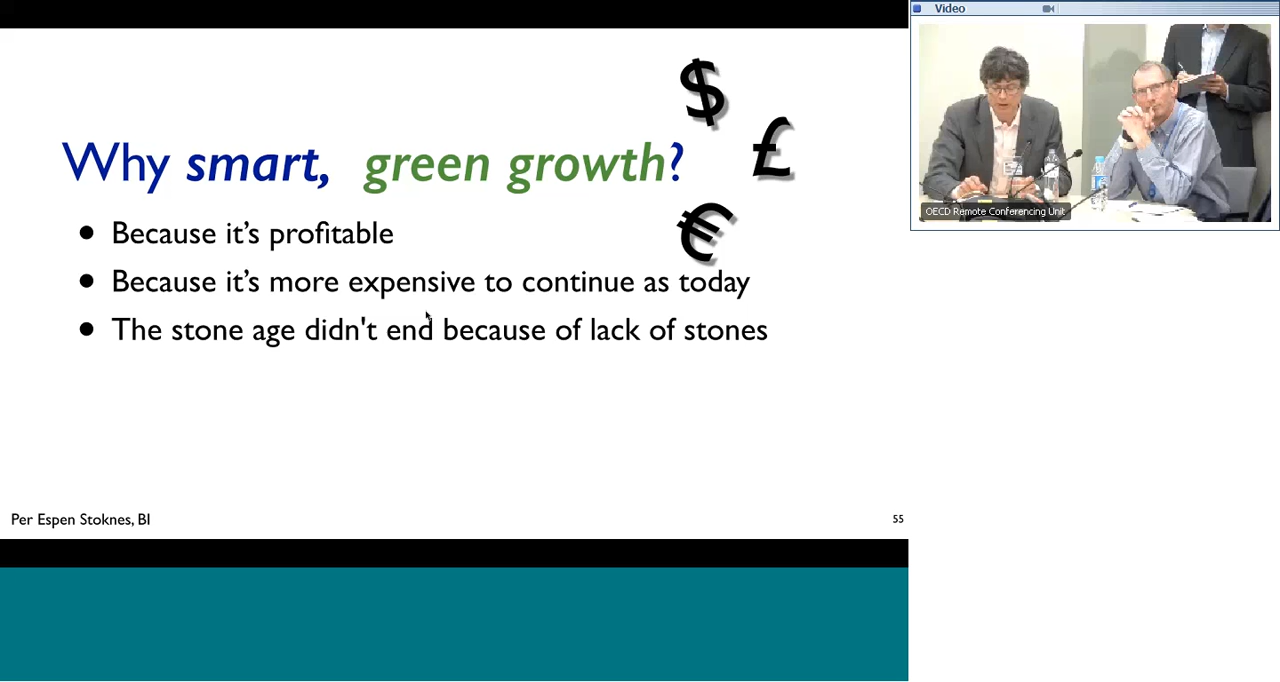 Video
$
£
Why smart, green growth?
€
● Because it’s profitable
● Because it’s more expensive to continue as today
● The stone age didn't end because of lack of stones
OECD Remote Conferencing Unit
Per Espen Stoknes, BI
55